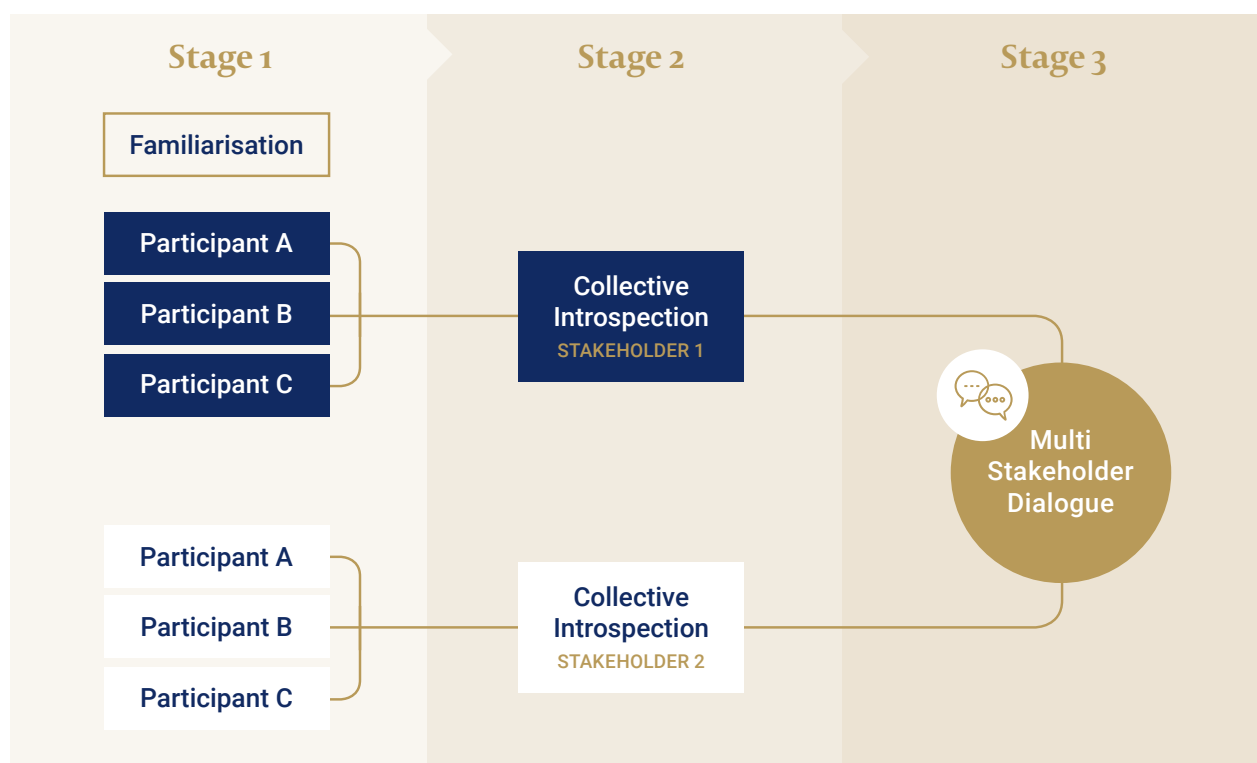 Stage 1
Stage 2
Stage 3
Familiarisation
Participant A
Participant B
Participant C
Collective
Introspection
STAKEHOLDER 1
Multi
Stakeholder
Dialogue
Participant A
Participant B
Participant C
Collective
Introspection
STAKEHOLDER 2